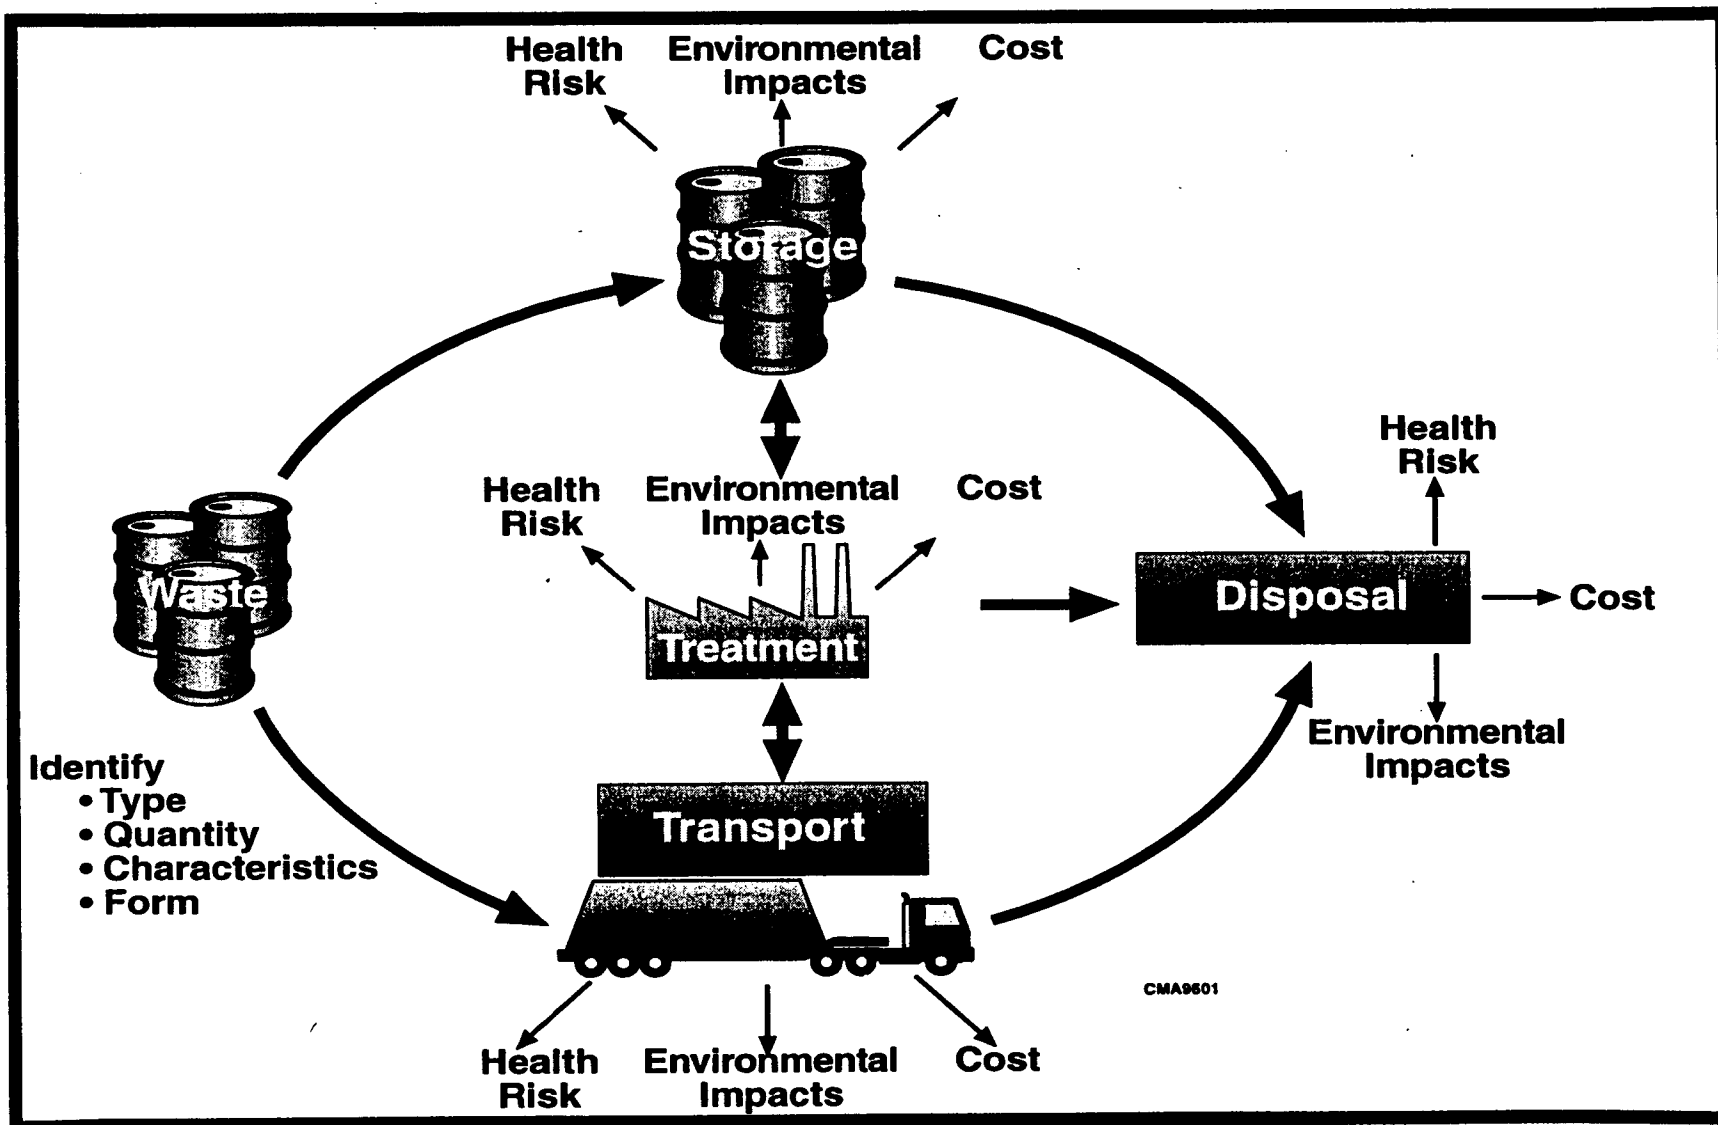 Health
Risk
Environmental
Impacts
Cost
Storage
Health
Risk
Environmental
Impacts
Cost
Treatment
Waste
Identify
• Type
• Quantity
• Characteristics
• Form
Transport
Health
Risk
Environmental
Impacts
Cost
Health
Risk
Disposal
Cost
Environmental
Impacts
CMA9501